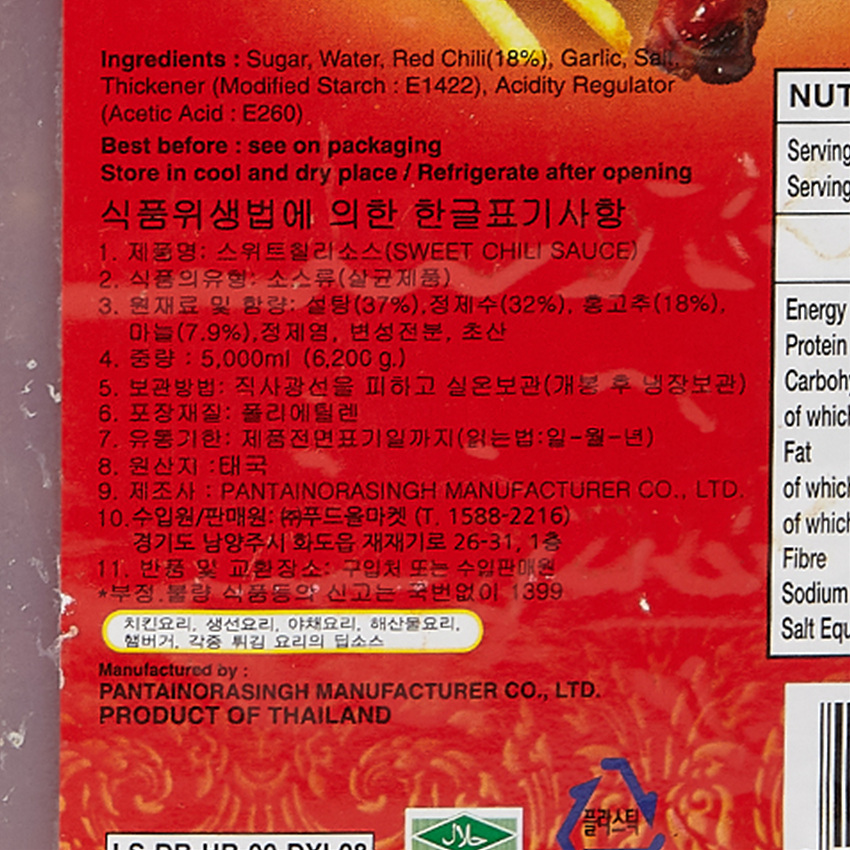 Ingredients : Sugar, Water, Red Chili(18%), Garlic, Salt,
Thickener (Modified Starch : E1422), Acidity Regulator
(Acetic Acid : E260)
Best before : see on packaging
Store in cool and dry place / Refrigerate after opening
식품위생법에 의한 한글표기사항
1. 제품명: 스위트칠리소스(SWEET CHILI SAUCE)
2. 식품의유형: 소스류(살균제품)
3. 원재료 및 함량: 설탕(37%),정제수(32%), 홍고추(18%),
마늘(7.9%),정제염, 변성전분, 초산
4. 중량 : 5,000ml (6,200 g.)
5. 보관방법: 직사광선을 피하고 실온보관(개봉 후 냉장보관)
6. 포장재질: 폴리에틸렌
7. 유통기한: 제품전면표기일까지(읽는법:일-월-년)
8. 원산지 :태국
9. 제조사 : PANTAINORASINGH MANUFACTURER CO., LTD.
10.수입원/판매원: ㈜푸드올마켓 (T. 1588-2216)
경기도 남양주시 화도읍 재재기로 26-31, 1층
11. 반품 및 교환장소: 구입처 또는 수입판매원
*부정.불량 식품등의 신고는 국번없이 1399
치킨요리, 생선요리, 야채요리, 해산물요리,
햄버거, 각종 튀김 요리의 딥소스
Manufactured by :
PANTAINORASINGH MANUFACTURER CO., LTD.
PRODUCT OF THAILAND
NUT
Serving
Serving
Energy
Protein
Carbohy
of which
Fat
of which
of which
Fibre
Sodium
Salt Equ
حلال
플라스틱